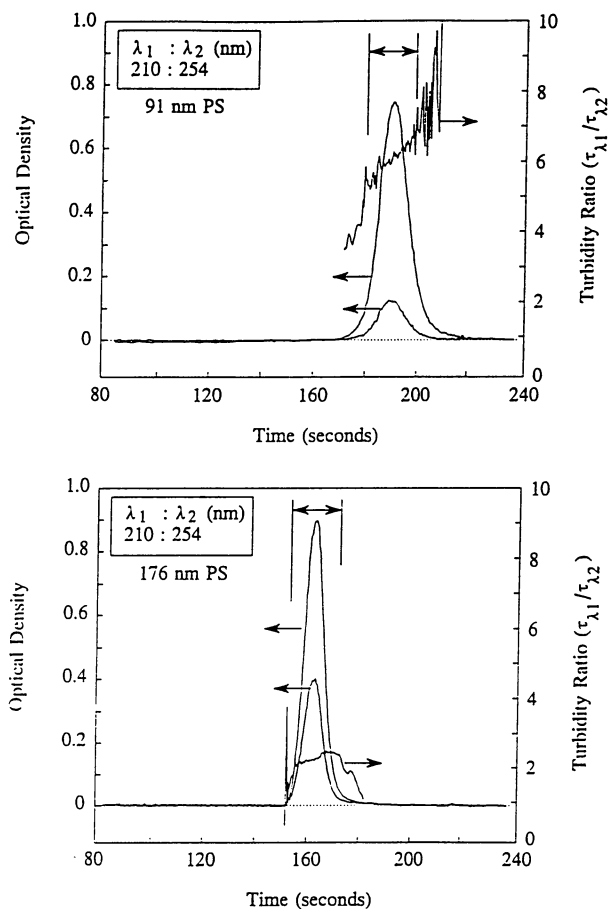 λ1 : λ2 (nm)
210 : 254
91 nm PS
1.0
0.8
0.6
0.4
0.2
0
Optical Density
10
8
6
4
2
0
Turbidity Ratio (τλ1/τλ2)
80 120 160 200 240
Time (seconds)
λ1 : λ2 (nm)
210 : 254
176 nm PS
1.0
0.8
0.6
0.4
0.2
0
Optical Density
10
8
6
4
2
0
Turbidity Ratio (τλ1/τλ2)
80 120 160 200 240
Time (seconds)